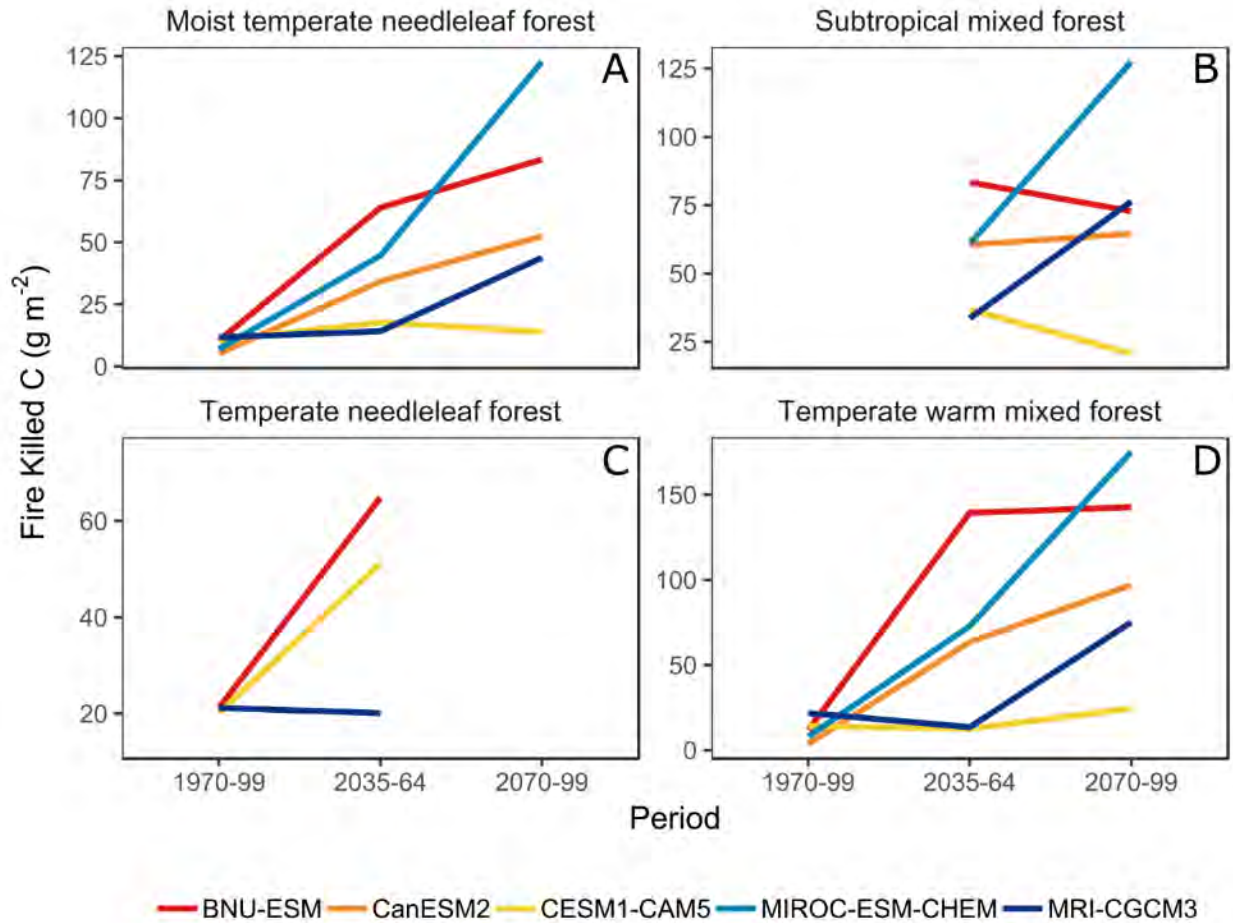 Moist temperate needleleaf forest
Subtropical mixed forest
A
B
125
100
75
50
25
0
125
100
75
50
25
Fire Killed C (g m⁻²)
Temperate needleleaf forest
Temperate warm mixed forest
C
D
60
40
20
150
100
50
0
1970-99 2035-64 2070-99
1970-99 2035-64 2070-99
Period
BNU-ESM CanESM2 CESM1-CAM5 MIROC-ESM-CHEM MRI-CGCM3